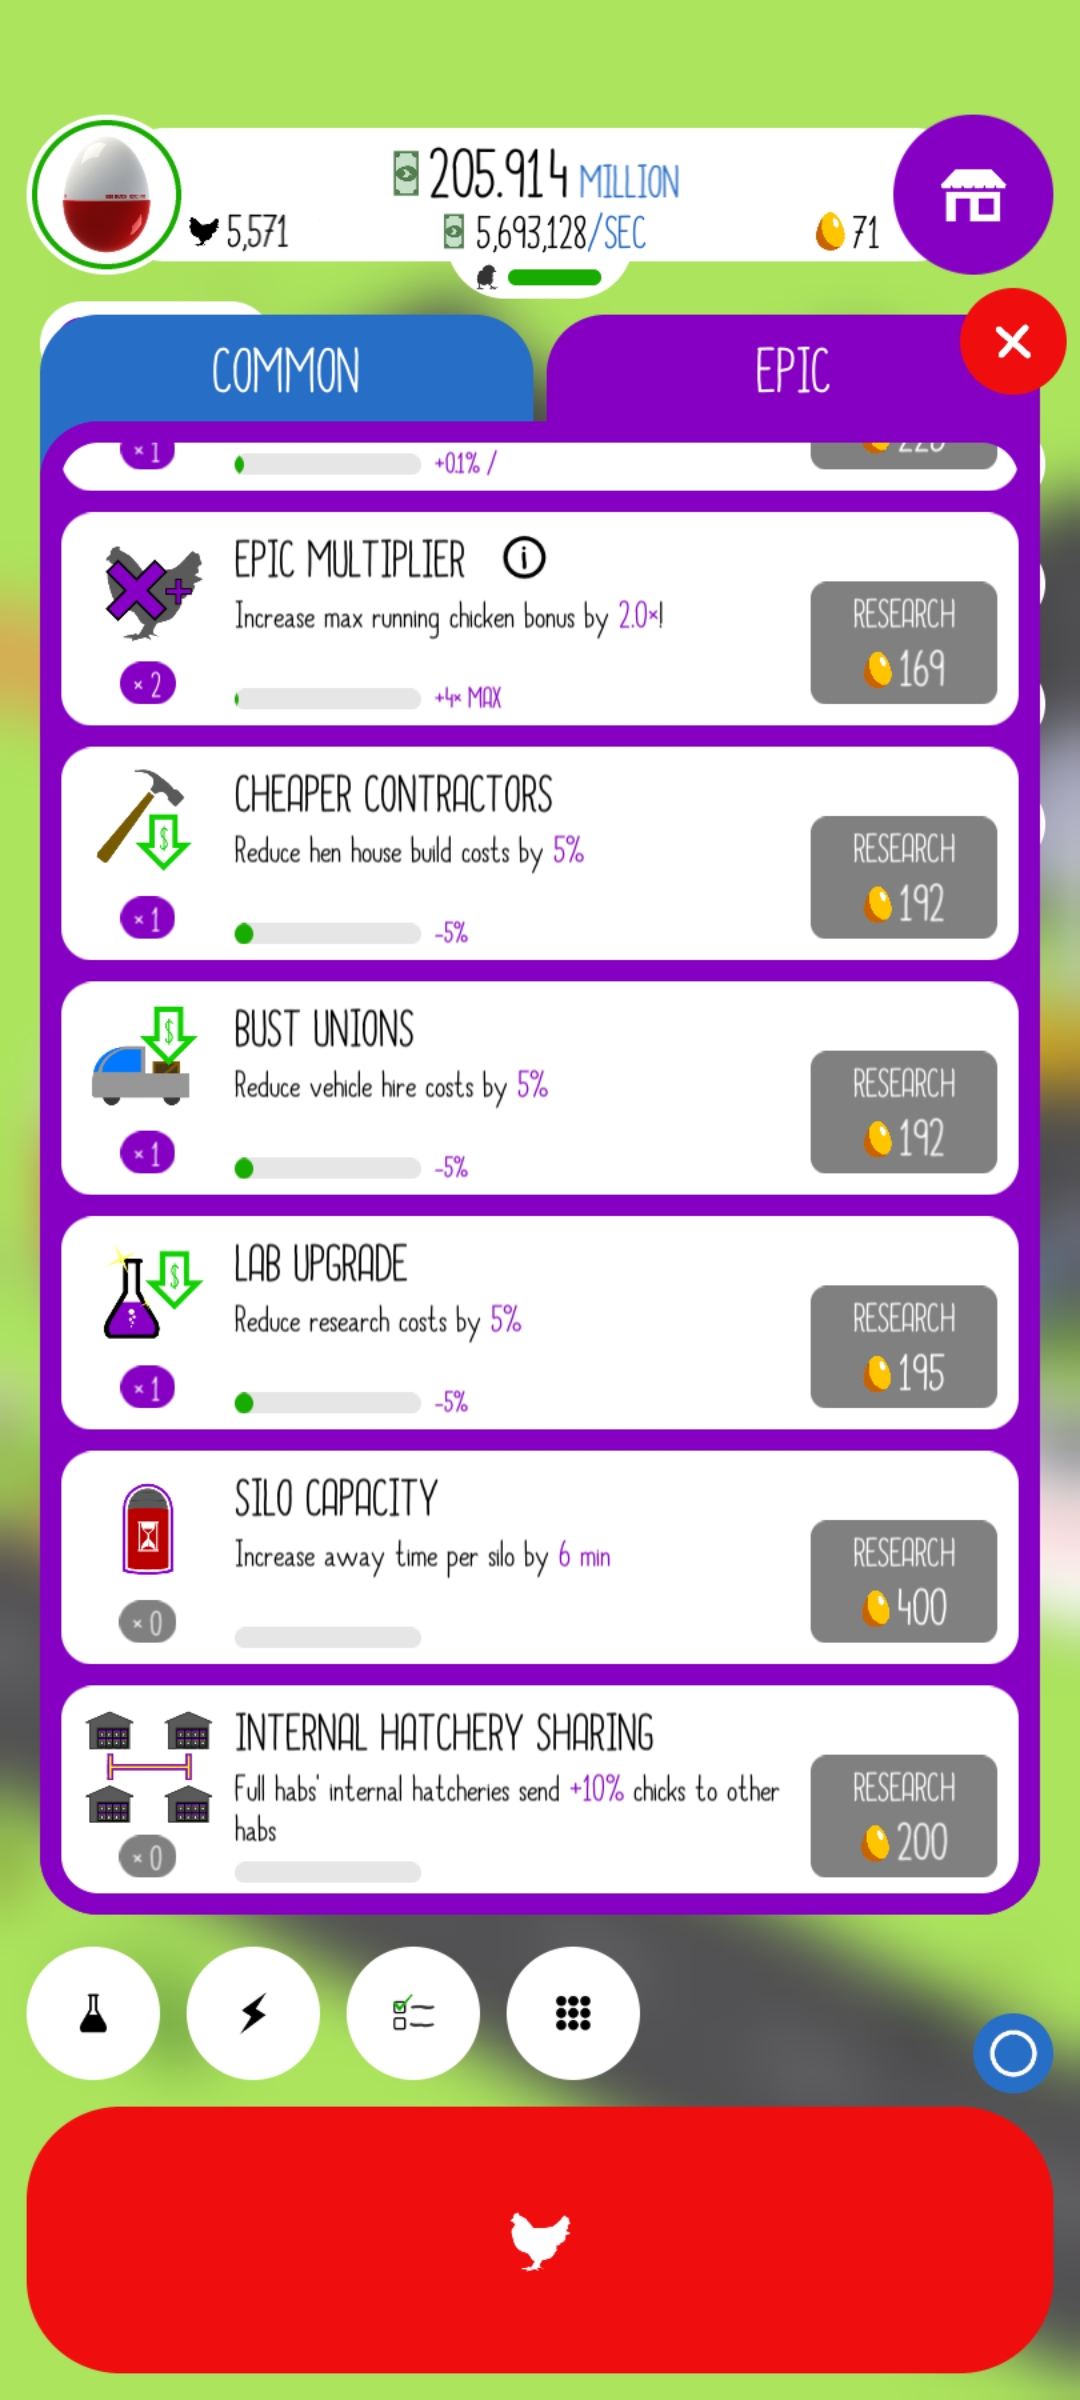 205.914 MILLION
5,571
5,693,128/SEC
71
COMMON
EPIC
× 1
+0.1% /
EPIC MULTIPLIER i
Increase max running chicken bonus by 2.0×!
RESEARCH
169
× 2
+4× MAX
CHEAPER CONTRACTORS
Reduce hen house build costs by 5%
RESEARCH
192
× 1
-5%
BUST UNIONS
Reduce vehicle hire costs by 5%
RESEARCH
192
× 1
-5%
LAB UPGRADE
Reduce research costs by 5%
RESEARCH
195
× 1
-5%
SILO CAPACITY
Increase away time per silo by 6 min
RESEARCH
400
× 0
INTERNAL HATCHERY SHARING
Full habs' internal hatcheries send +10% chicks to other
habs
RESEARCH
200
× 0